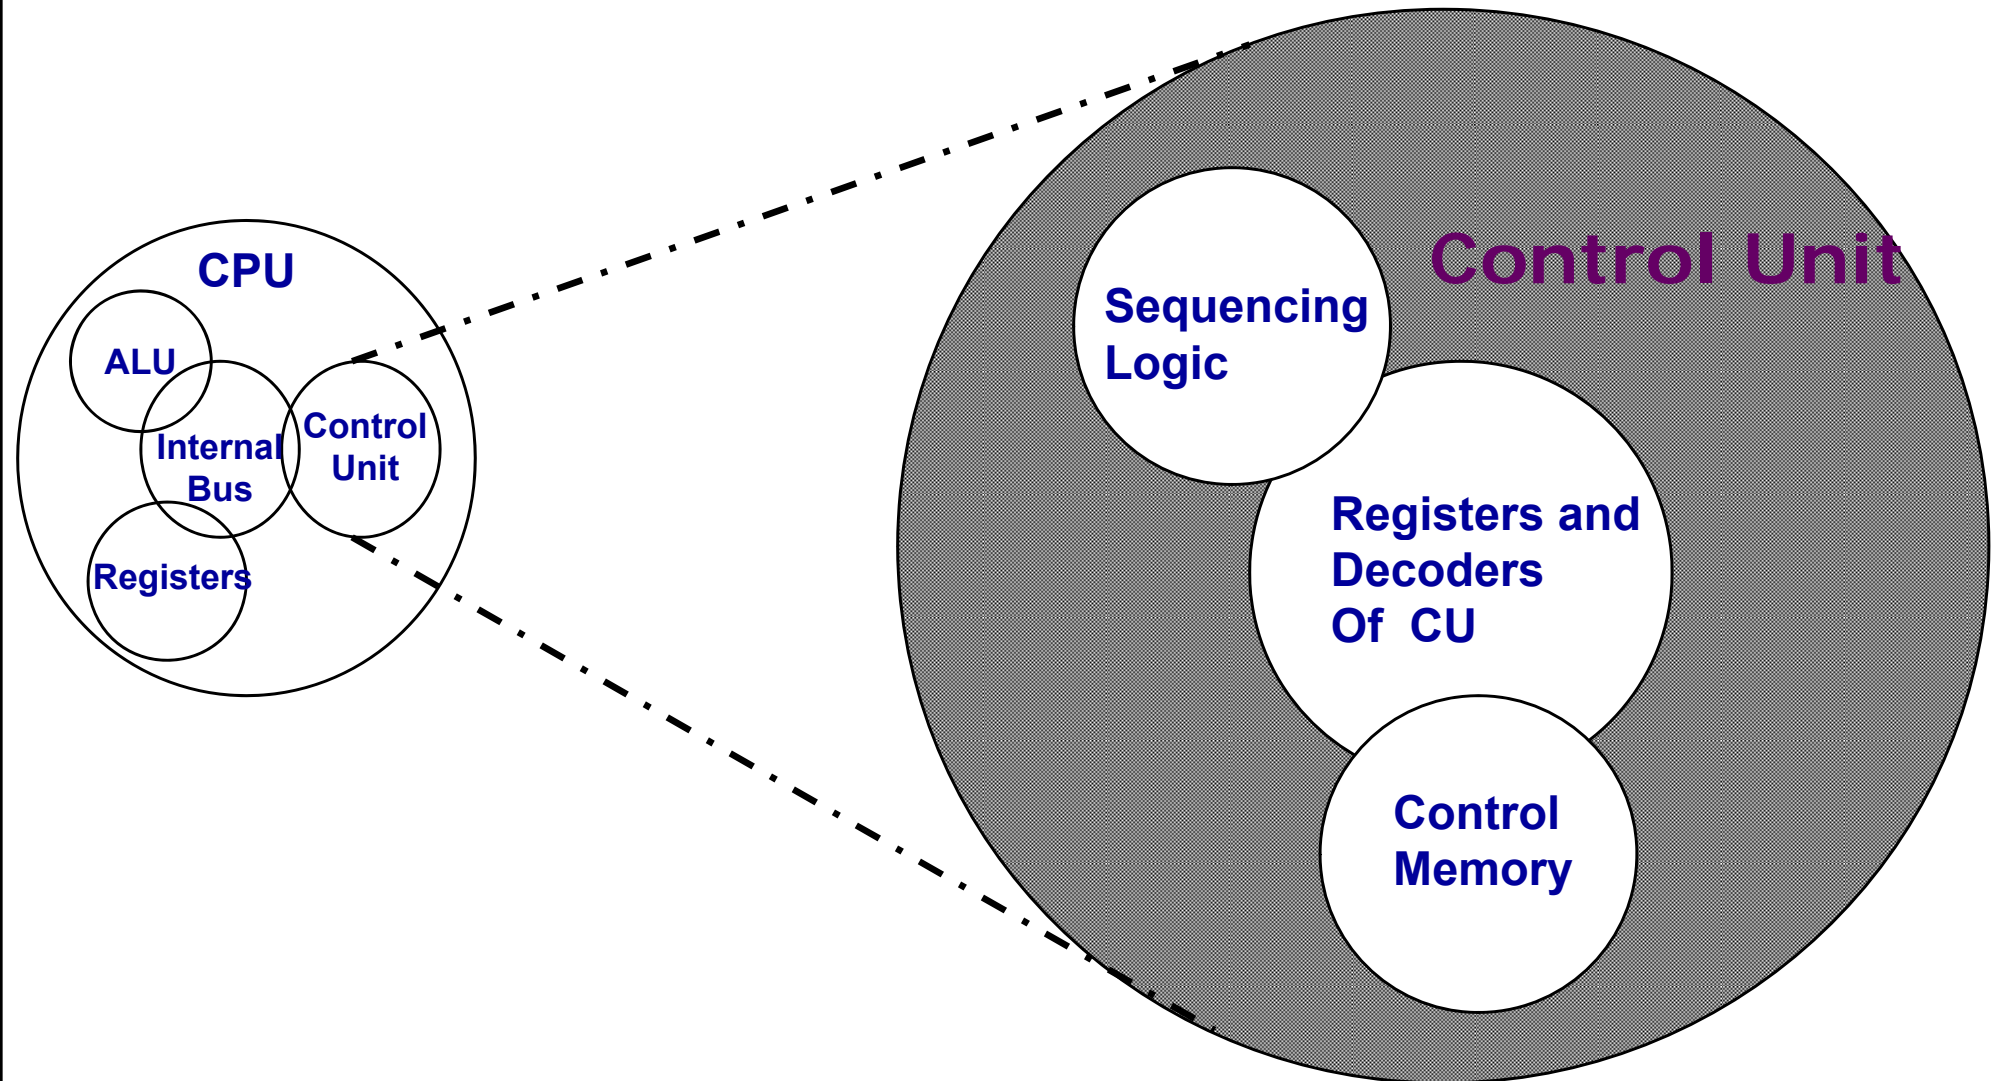 CPU
ALU
Internal
Bus
Control
Unit
Registers
Control Unit
Sequencing
Logic
Registers and
Decoders
Of CU
Control
Memory